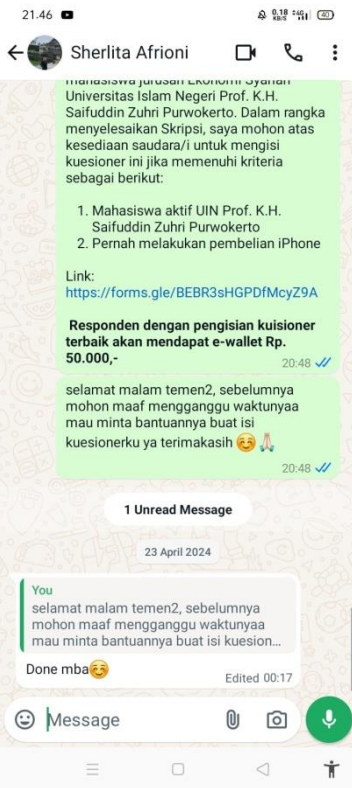 21.46
0.18
KB/S
4G
40
Sherlita Afrioni
mahasiswa jurusan Ekonomi Syariah
Universitas Islam Negeri Prof. K.H.
Saifuddin Zuhri Purwokerto. Dalam rangka
menyelesaikan Skripsi, saya mohon atas
kesediaan saudara/i untuk mengisi
kuesioner ini jika memenuhi kriteria
sebagai berikut:
1. Mahasiswa aktif UIN Prof. K.H.
Saifuddin Zuhri Purwokerto
2. Pernah melakukan pembelian iPhone
Link:
https://forms.gle/BEBR3sHGPDfMcyZ9A
Responden dengan pengisian kuisioner
terbaik akan mendapat e-wallet Rp.
50.000,-
20:48
selamat malam temen2, sebelumnya
mohon maaf mengganggu waktunyaa
mau minta bantuannya buat isi
kuesionerku ya terimakasih 😊🙏🏻
20:48
1 Unread Message
23 April 2024
You
selamat malam temen2, sebelumnya
mohon maaf mengganggu waktunyaa
mau minta bantuannya buat isi kuesion...
Done mba☺️
Edited 00:17
Message